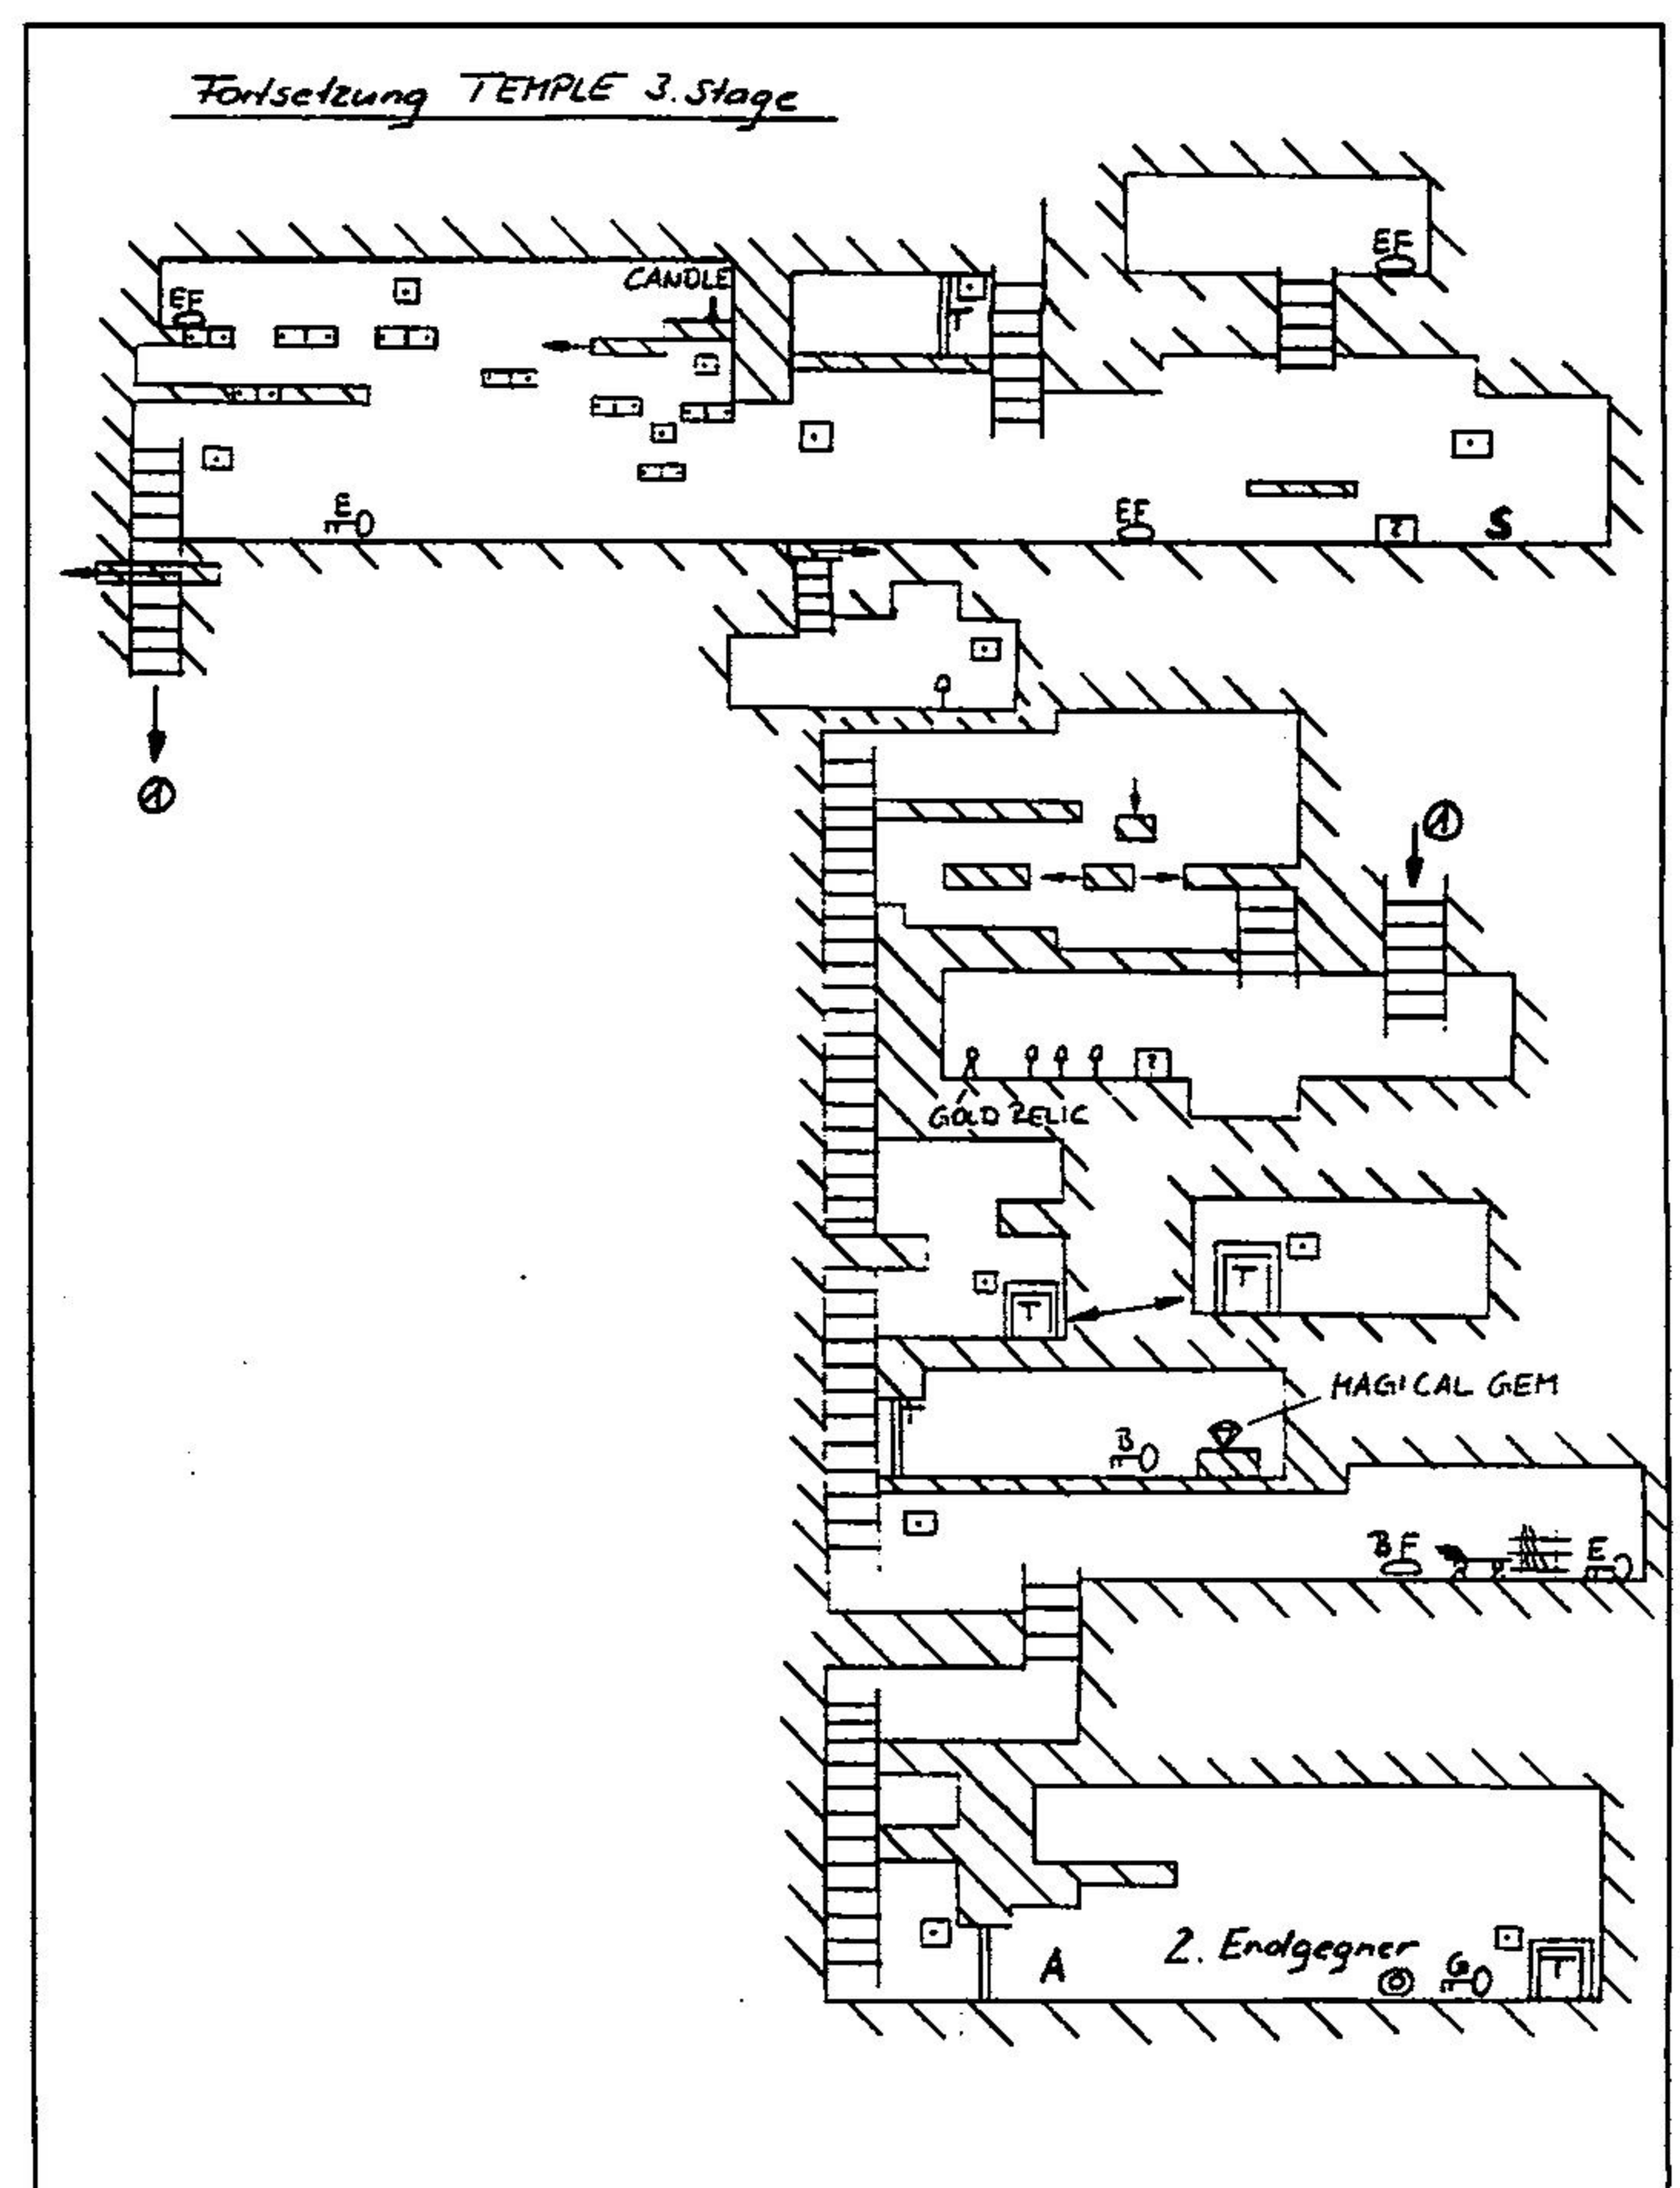 Fortsetzung TEMPLE 3. Stage
EF
EF
CANDLE
T
E
EF
?
S
1
1
?
GOLD RELIC
T
T
MAGICAL GEM
T
B
BF
E
A
2. Endgegner
G
T